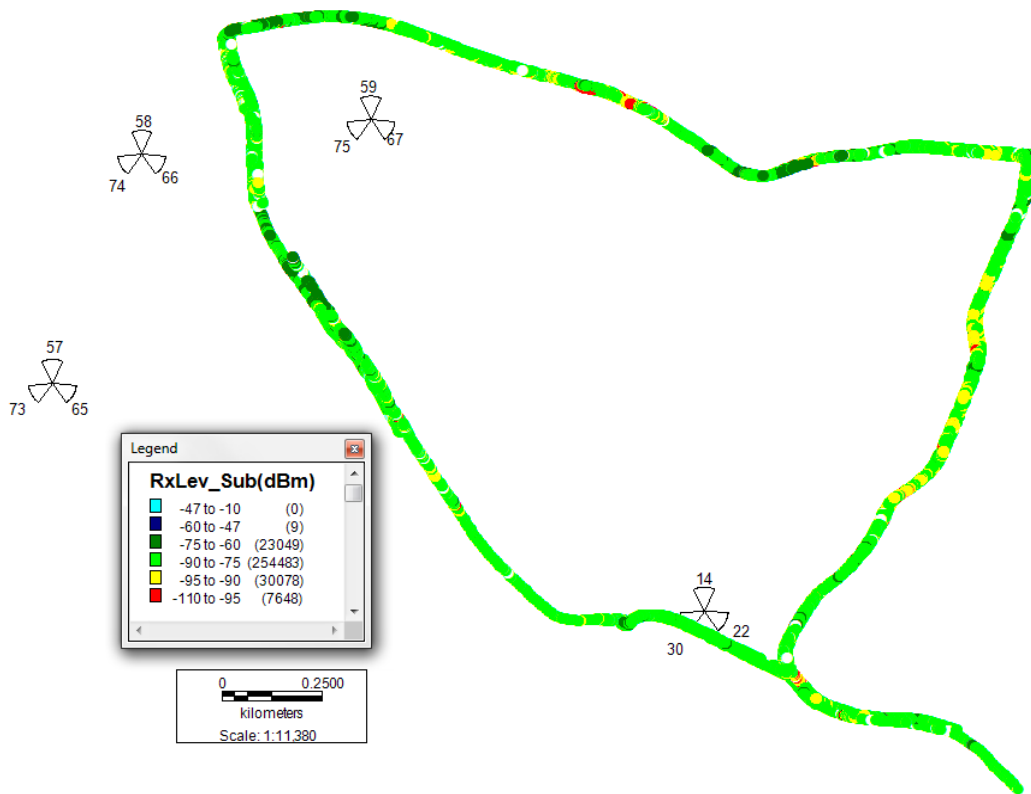 59
58
75 67
74 66
57
73 65
Legend
RxLev_Sub(dBm)
-47 to -10 (0)
-60 to -47 (9)
-75 to -60 (23049)
-90 to -75 (254483)
-95 to -90 (30078)
-110 to -95 (7648)
14
22
30
0 0.2500
kilometers
Scale: 1:11,380